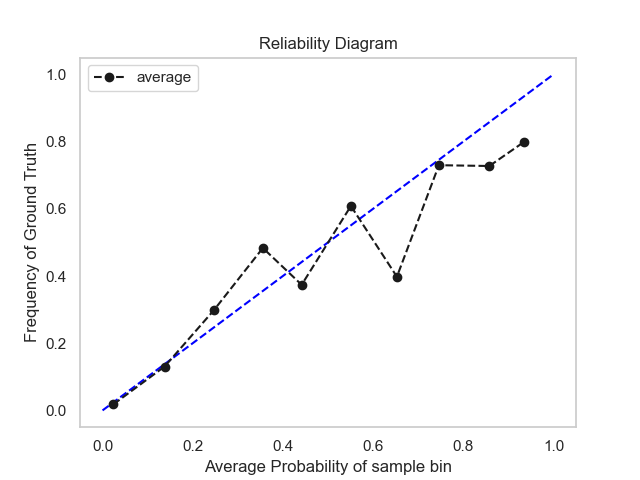 Reliability Diagram
average
Frequency of Ground Truth
1.0
0.8
0.6
0.4
0.2
0.0
0.0 0.2 0.4 0.6 0.8 1.0
Average Probability of sample bin